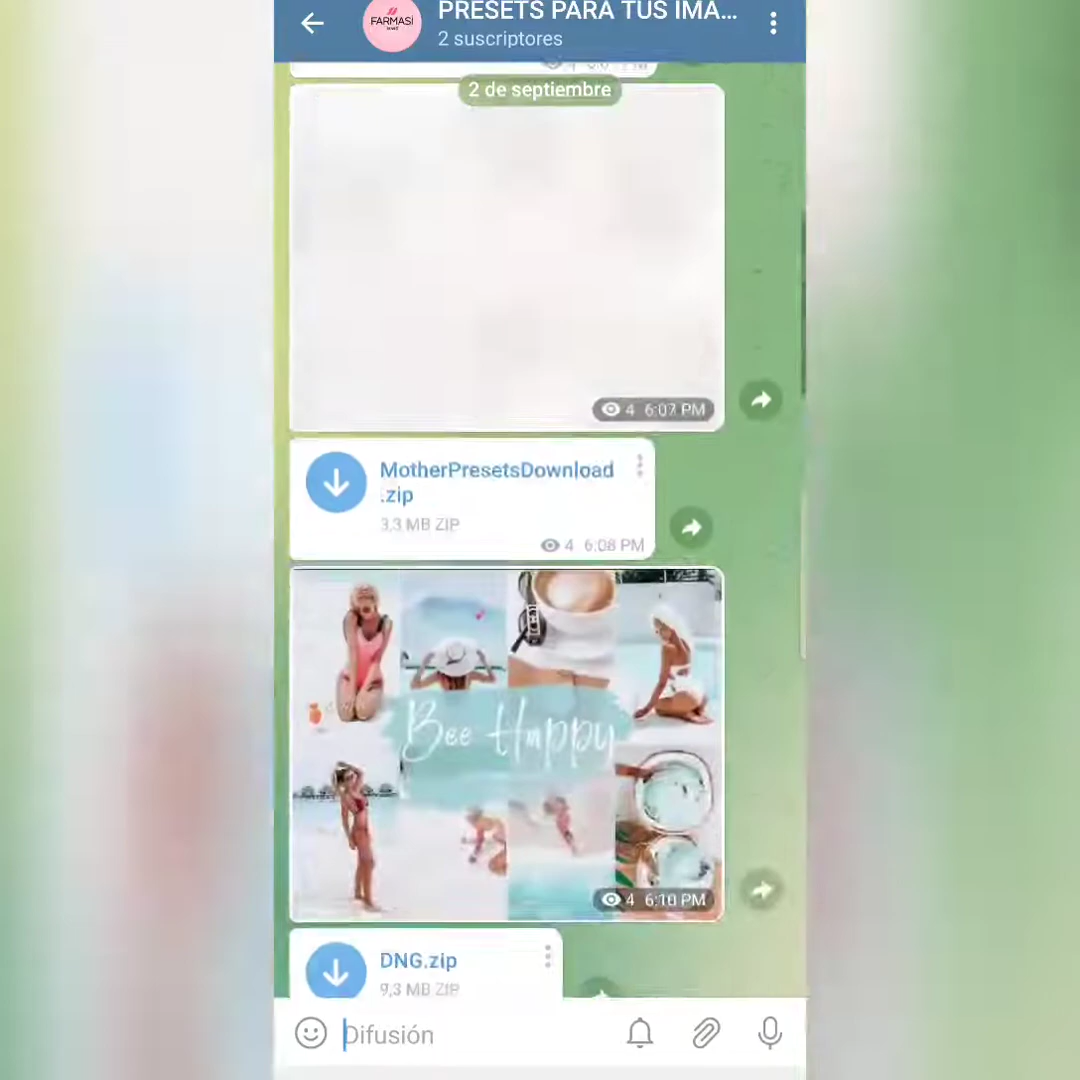 FARMASi
PRESETS PARA TUS IMA...
2 suscriptores
2 de septiembre
4 6:07 PM
MotherPresetsDownload
.zip
3,3 MB ZIP
4 6:08 PM
Bee Happy
4 6:10 PM
DNG.zip
9,3 MB ZIP
Difusión